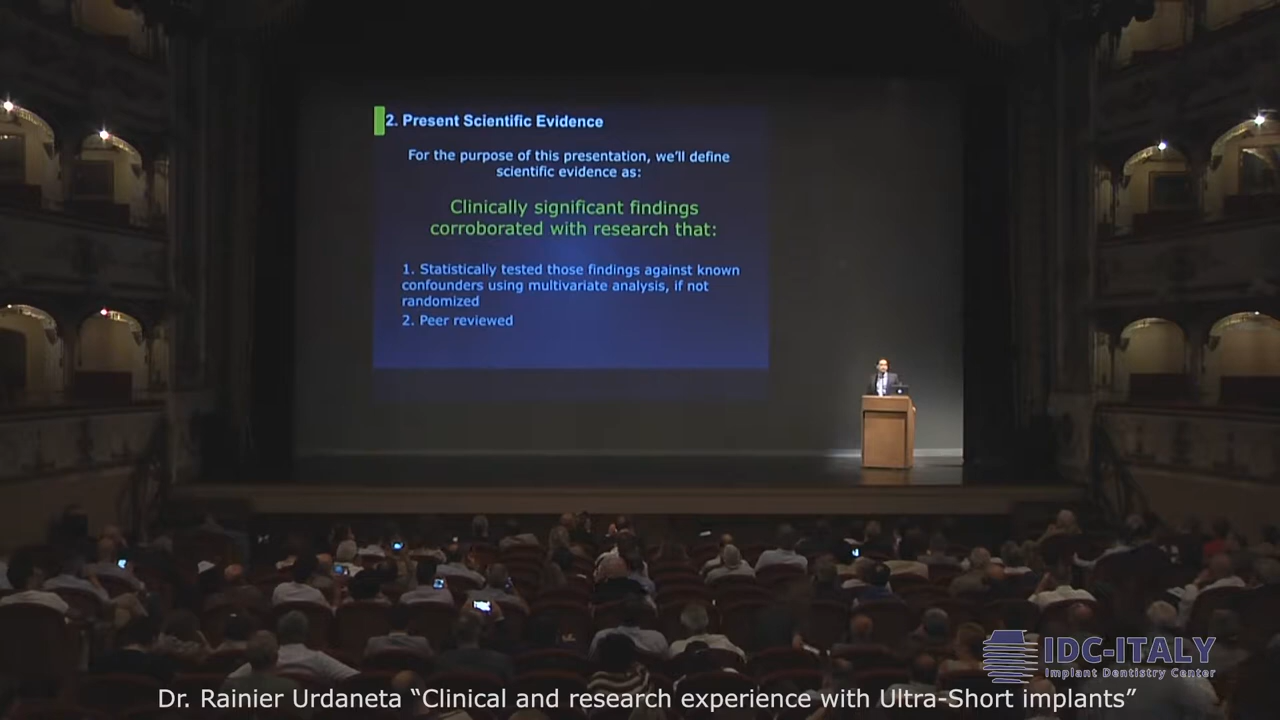 2. Present Scientific Evidence
For the purpose of this presentation, we'll define
scientific evidence as:
Clinically significant findings
corroborated with research that:
1. Statistically tested those findings against known
confounders using multivariate analysis, if not
randomized
2. Peer reviewed
IDC-ITALY
Implant Dentistry Center
Dr. Rainier Urdaneta “Clinical and research experience with Ultra-Short implants”